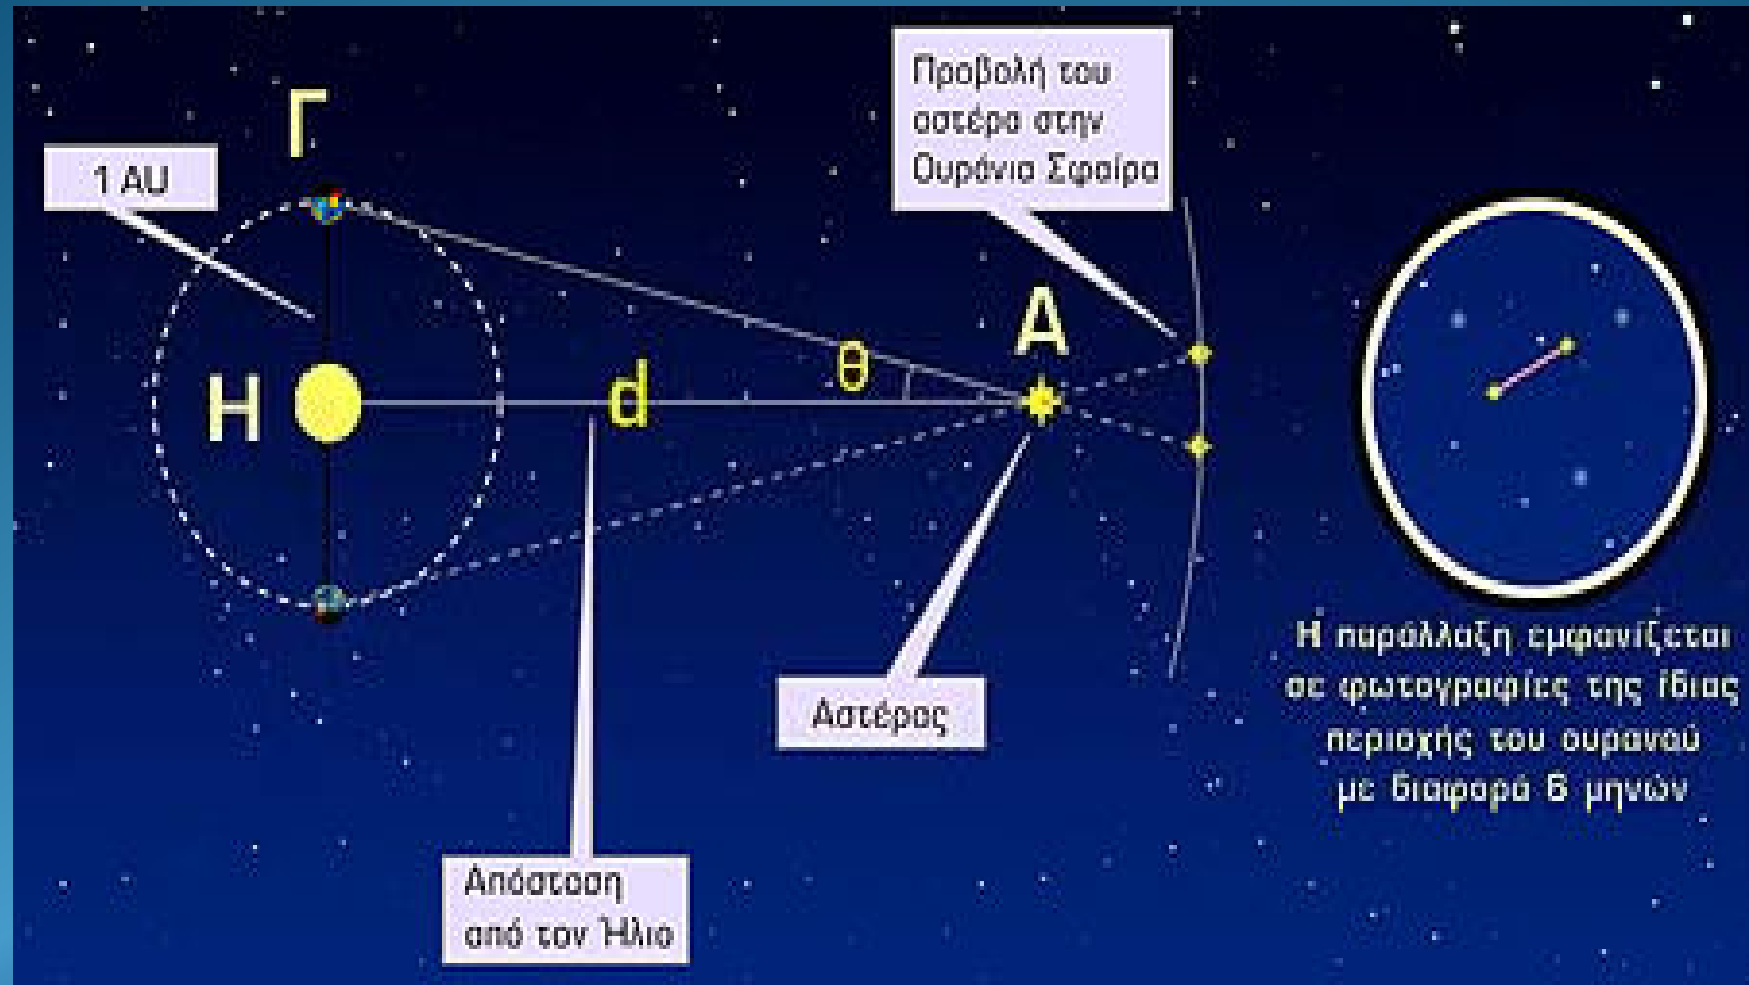 Γ
1 AU
Προβολή του
αστέρα στην
Ουράνια Σφαίρα
Α
θ
Η
d
Αστέρας
Απόσταση
από τον Ήλιο
Η παράλλαξη εμφανίζεται
σε φωτογραφίες της ίδιας
περιοχής του ουρανού
με διαφορά 6 μηνών